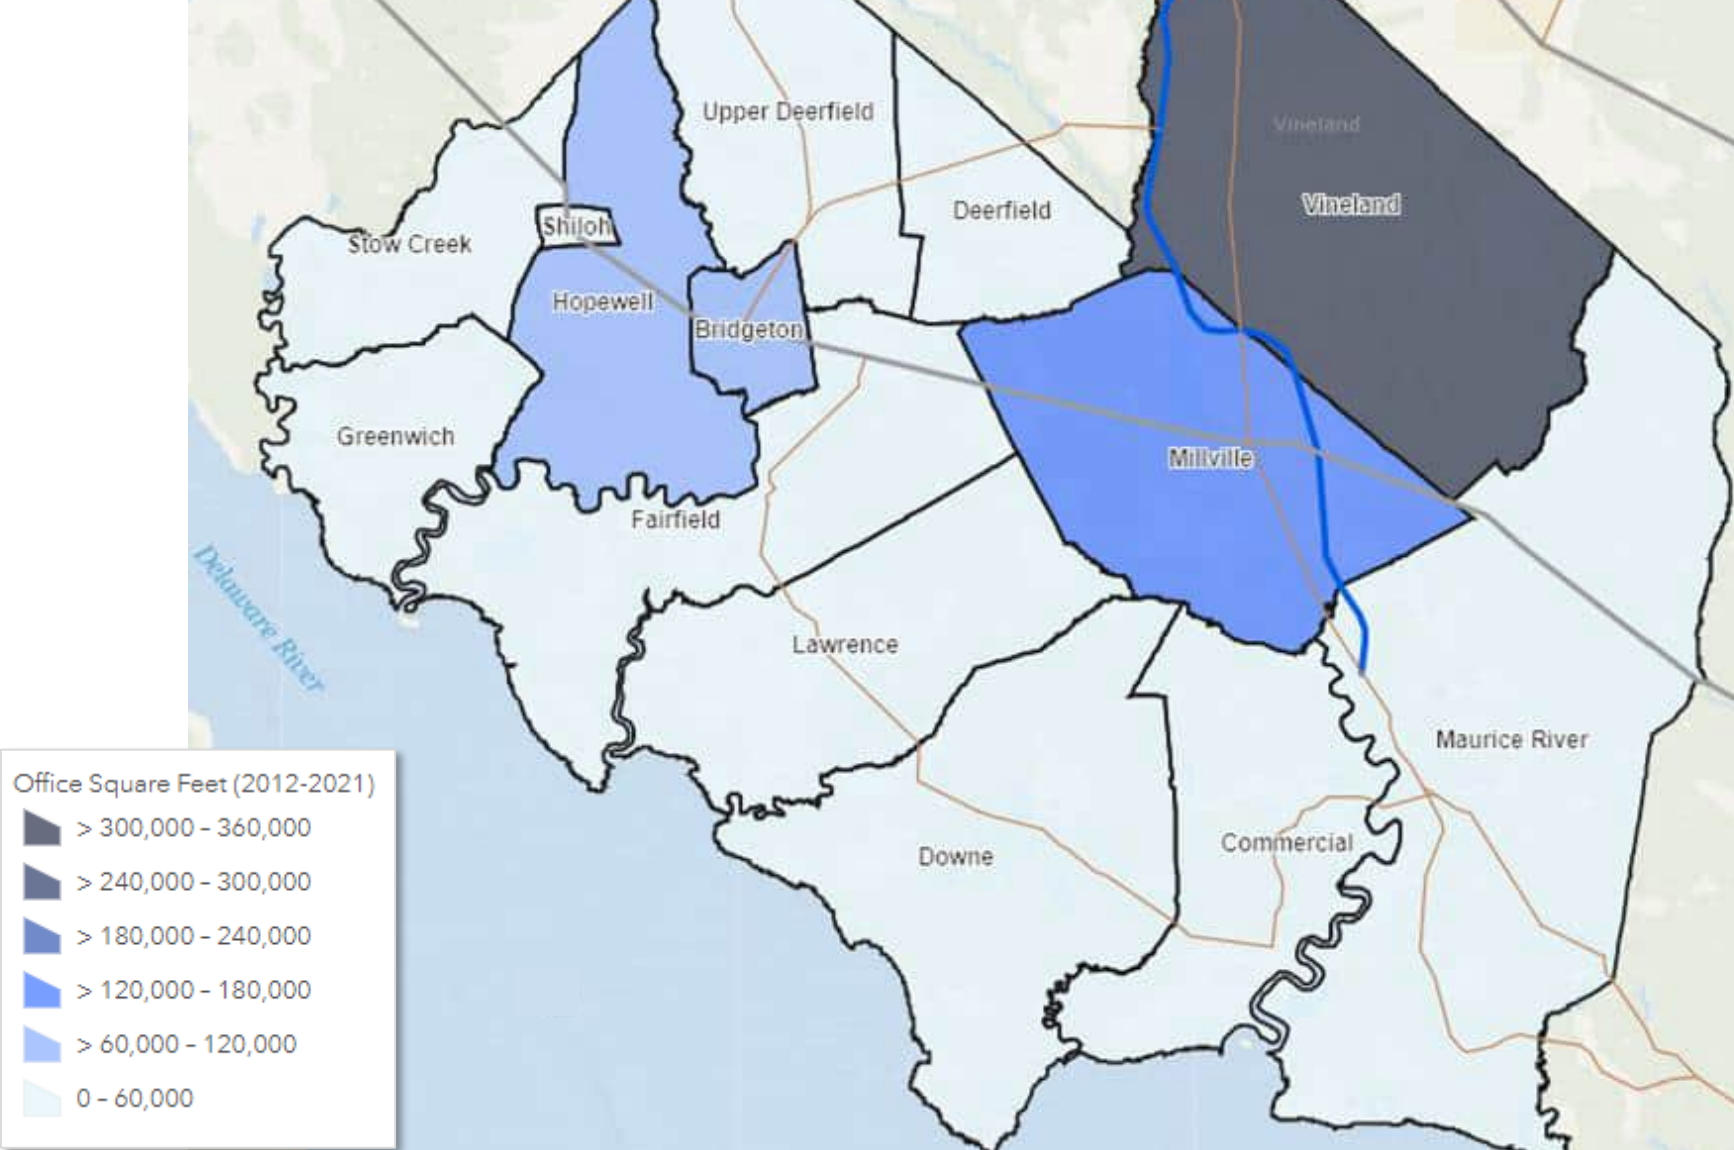 Upper Deerfield
Vineland
Vineland
Deerfield
Shiloh
Stow Creek
Hopewell
Bridgeton
Greenwich
Millville
Fairfield
Delaware River
Lawrence
Maurice River
Commercial
Downe
Office Square Feet (2012-2021)
> 300,000 – 360,000
> 240,000 – 300,000
> 180,000 – 240,000
> 120,000 – 180,000
> 60,000 – 120,000
0 – 60,000